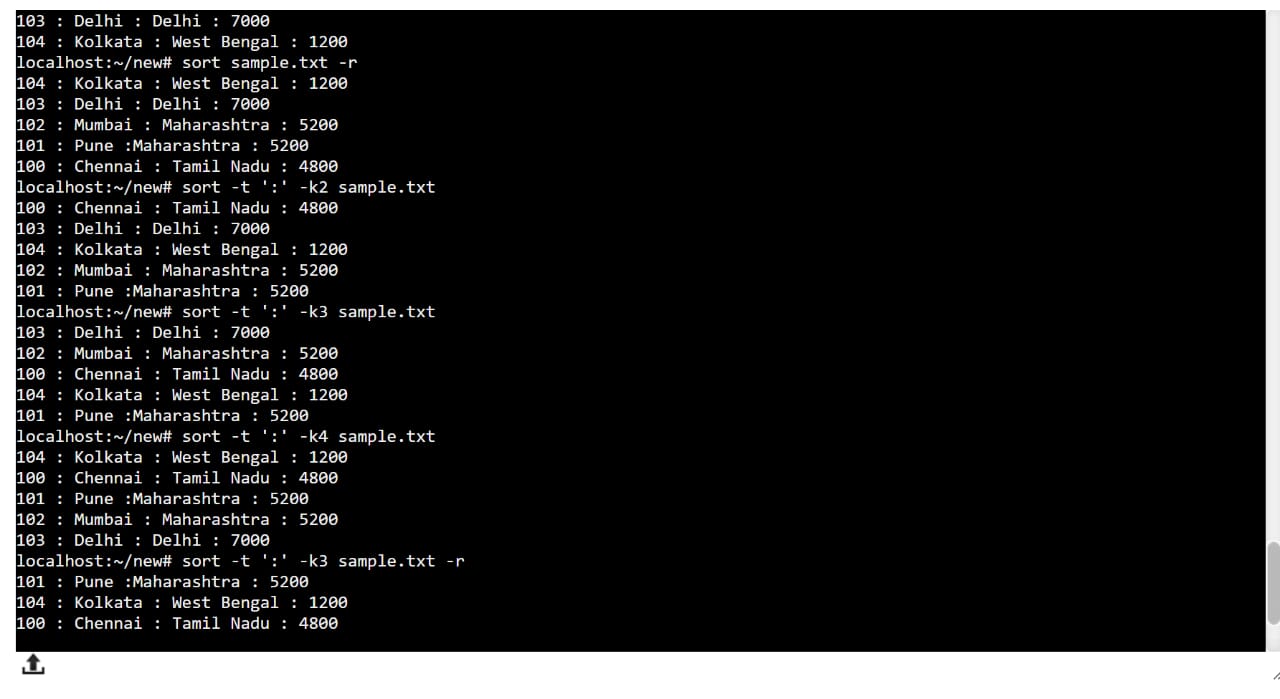 103 : Delhi : Delhi : 7000
104 : Kolkata : West Bengal : 1200
localhost:~/new# sort sample.txt -r
104 : Kolkata : West Bengal : 1200
103 : Delhi : Delhi : 7000
102 : Mumbai : Maharashtra : 5200
101 : Pune :Maharashtra : 5200
100 : Chennai : Tamil Nadu : 4800
localhost:~/new# sort -t ':' -k2 sample.txt
100 : Chennai : Tamil Nadu : 4800
103 : Delhi : Delhi : 7000
104 : Kolkata : West Bengal : 1200
102 : Mumbai : Maharashtra : 5200
101 : Pune :Maharashtra : 5200
localhost:~/new# sort -t ':' -k3 sample.txt
103 : Delhi : Delhi : 7000
102 : Mumbai : Maharashtra : 5200
100 : Chennai : Tamil Nadu : 4800
104 : Kolkata : West Bengal : 1200
101 : Pune :Maharashtra : 5200
localhost:~/new# sort -t ':' -k4 sample.txt
104 : Kolkata : West Bengal : 1200
100 : Chennai : Tamil Nadu : 4800
101 : Pune :Maharashtra : 5200
102 : Mumbai : Maharashtra : 5200
103 : Delhi : Delhi : 7000
localhost:~/new# sort -t ':' -k3 sample.txt -r
101 : Pune :Maharashtra : 5200
104 : Kolkata : West Bengal : 1200
100 : Chennai : Tamil Nadu : 4800